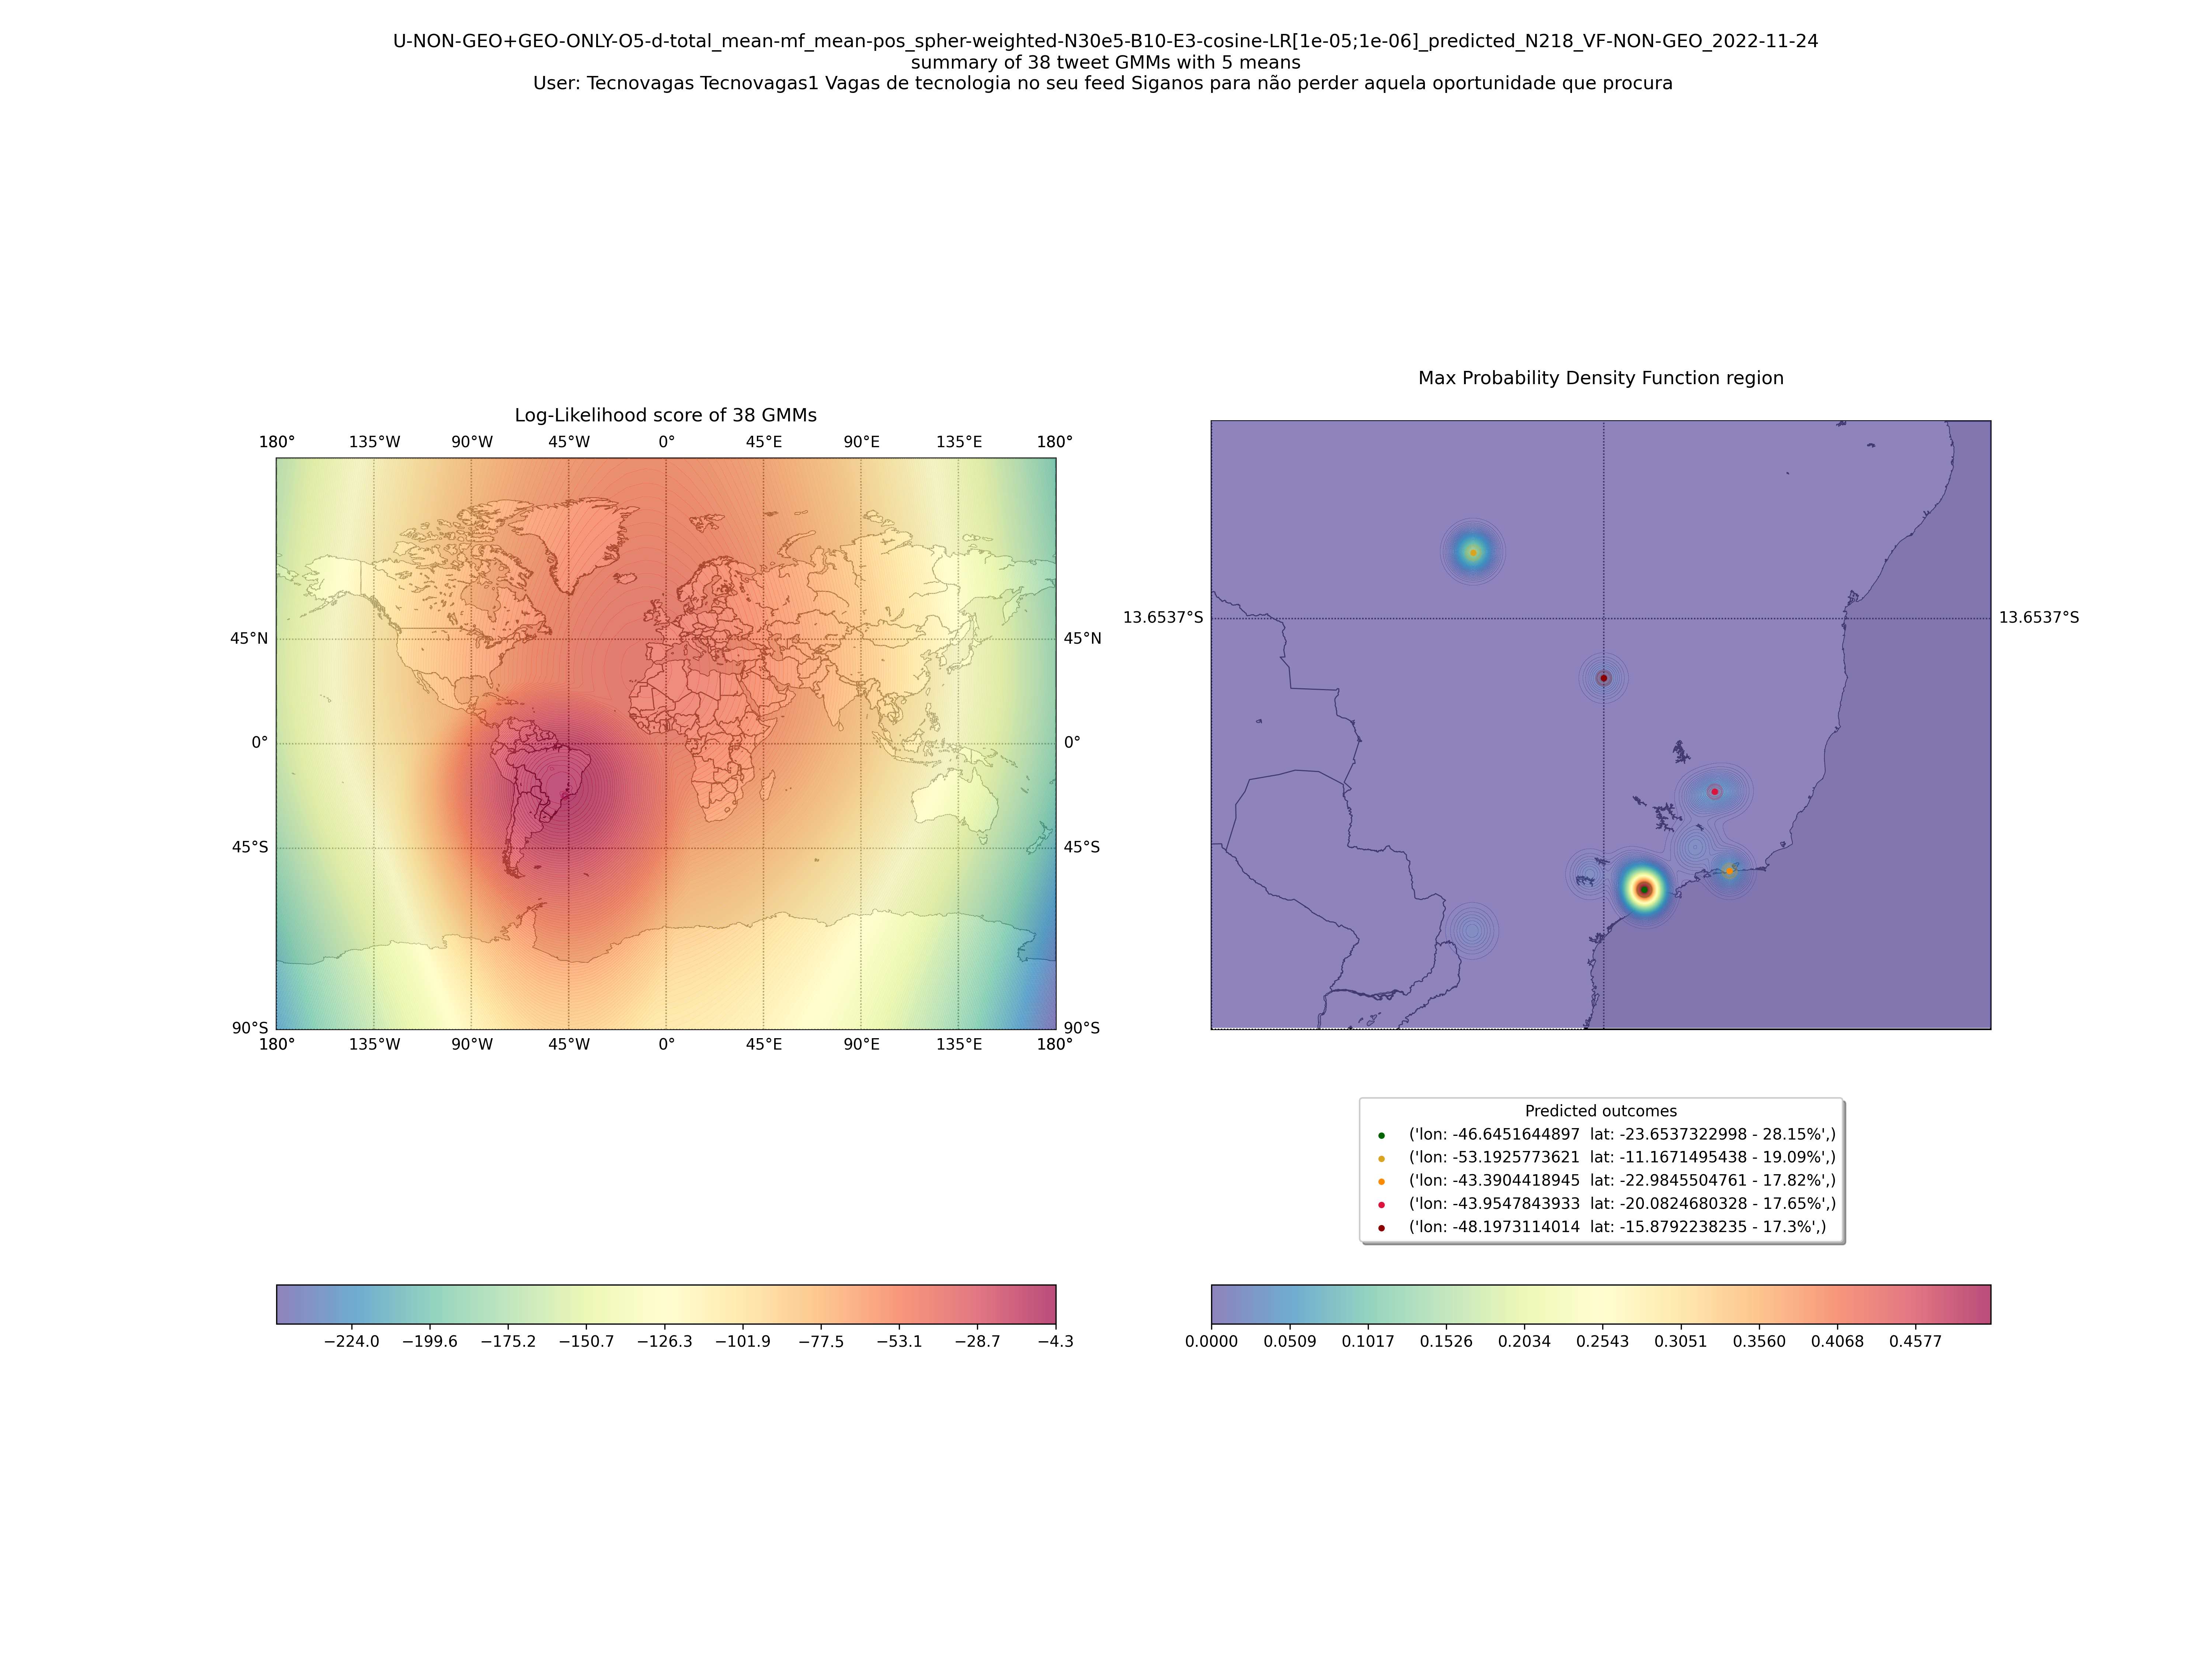 U-NON-GEO+GEO-ONLY-O5-d-total_mean-mf_mean-pos_spher-weighted-N30e5-B10-E3-cosine-LR[1e-05;1e-06]_predicted_N218_VF-NON-GEO_2022-11-24
summary of 38 tweet GMMs with 5 means
User: Tecnovagas Tecnovagas1 Vagas de tecnologia no seu feed Siganos para não perder aquela oportunidade que procura
Log-Likelihood score of 38 GMMs
180° 135°W 90°W 45°W 0° 45°E 90°E 135°E 180°
45°N 45°N
0° 0°
45°S 45°S
90°S 90°S
180° 135°W 90°W 45°W 0° 45°E 90°E 135°E 180°
−224.0 −199.6 −175.2 −150.7 −126.3 −101.9 −77.5 −53.1 −28.7 −4.3
Max Probability Density Function region
13.6537°S 13.6537°S
Predicted outcomes
('lon: -46.6451644897 lat: -23.6537322998 - 28.15%',)
('lon: -53.1925773621 lat: -11.1671495438 - 19.09%',)
('lon: -43.3904418945 lat: -22.9845504761 - 17.82%',)
('lon: -43.9547843933 lat: -20.0824680328 - 17.65%',)
('lon: -48.1973114014 lat: -15.8792238235 - 17.3%',)
0.0000 0.0509 0.1017 0.1526 0.2034 0.2543 0.3051 0.3560 0.4068 0.4577